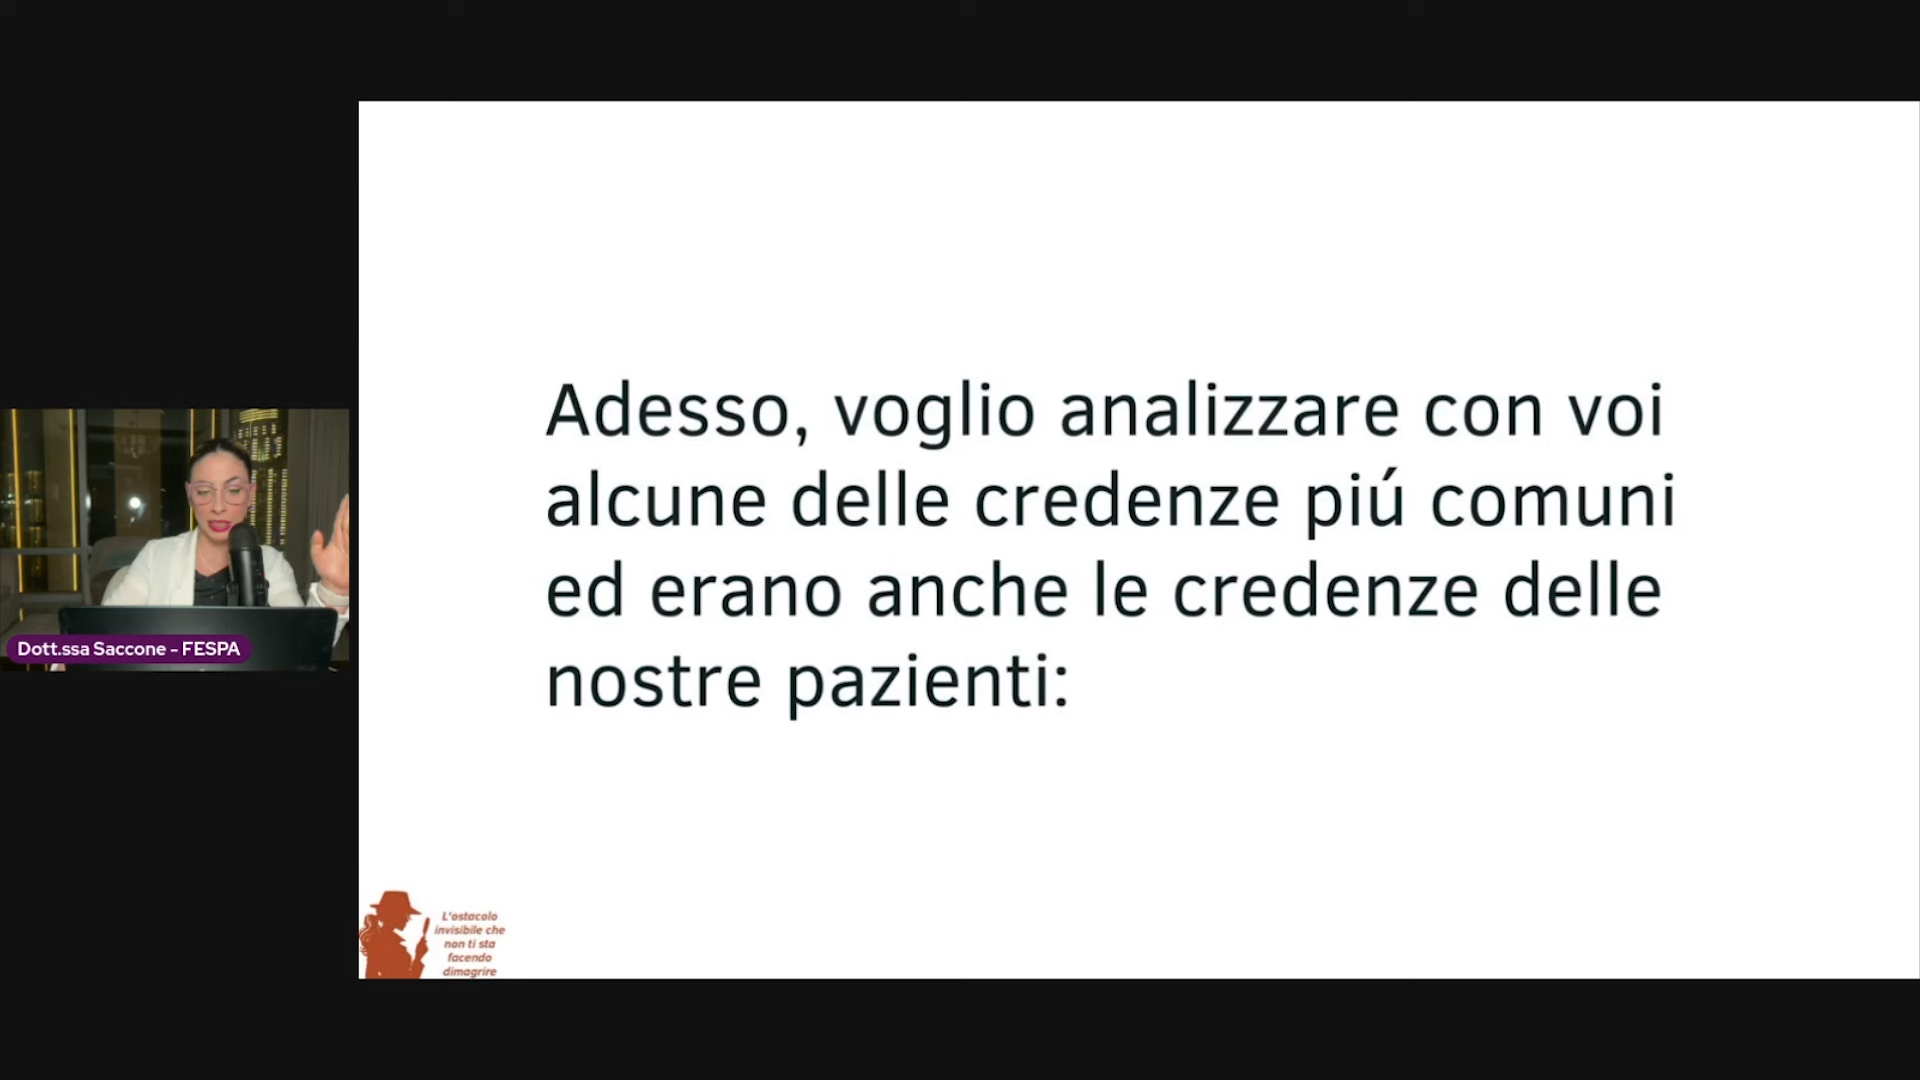 Adesso, voglio analizzare con voi
alcune delle credenze piú comuni
ed erano anche le credenze delle
nostre pazienti:
Dott.ssa Saccone - FESPA
L'ostacolo
invisibile che
non ti sta
facendo
dimagrire